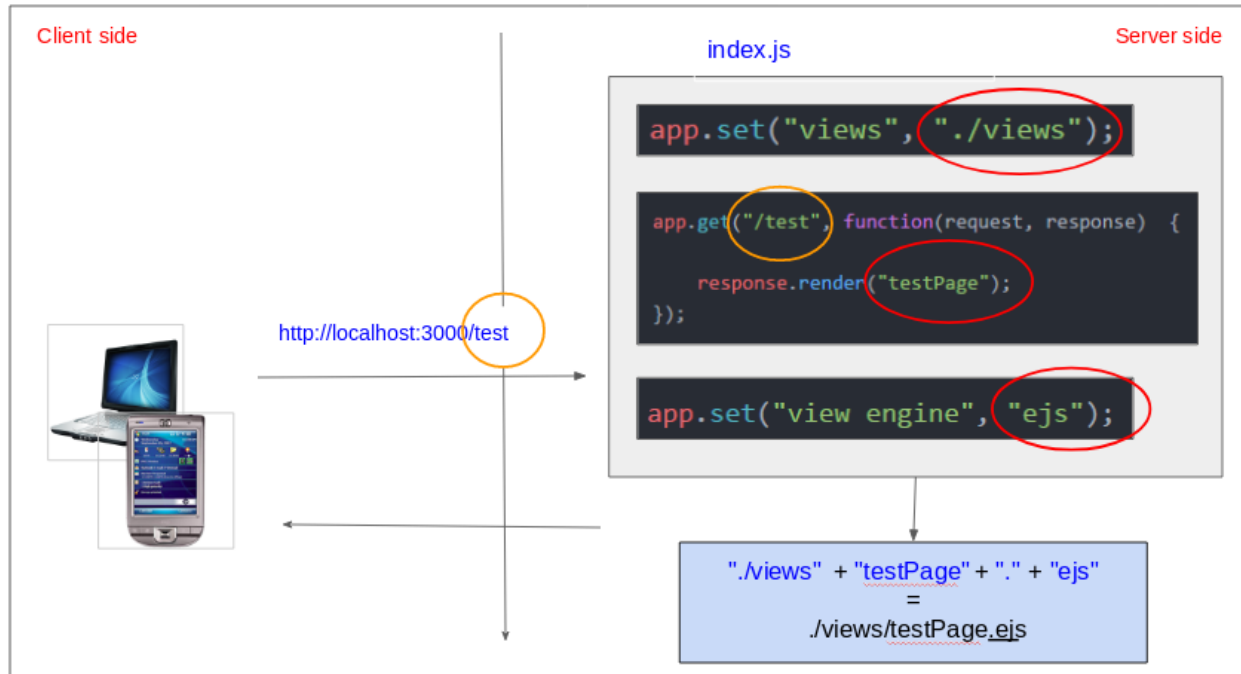 Client side
Server side
index.js
app.set("views", "./views");
app.get("/test", function(request, response) {
response.render("testPage");
});
http://localhost:3000/test
app.set("view engine", "ejs");
"./views" + "testPage" + "." + "ejs"
=
./views/testPage.ejs